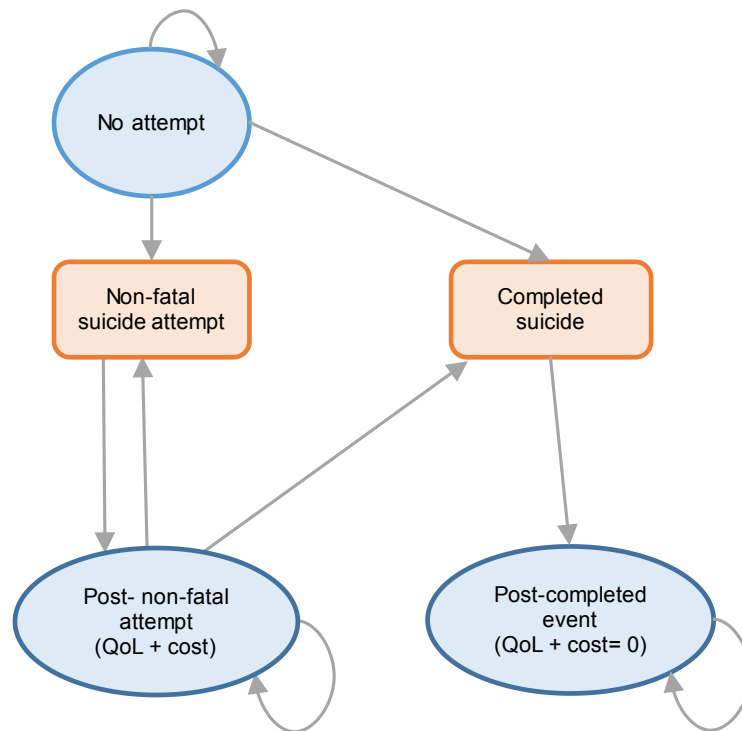 No attempt
Non-fatal
suicide attempt
Completed
suicide
Post- non-fatal
attempt
(QoL + cost)
Post-completed
event
(QoL + cost= 0)